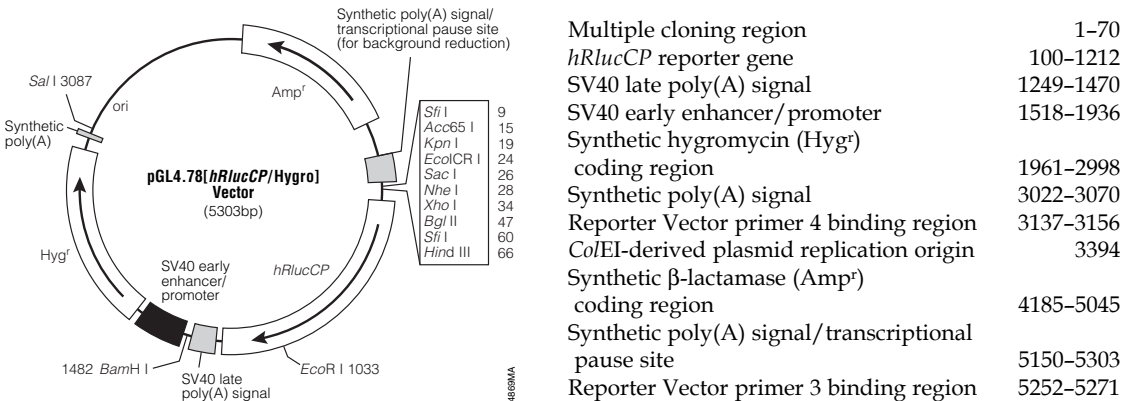 Synthetic poly(A) signal/
transcriptional pause site
(for background reduction)
Ampʳ
Sal I 3087
ori
Synthetic
poly(A)
pGL4.78[hRlucCP/Hygro]
Vector
(5303bp)
Hygʳ
SV40 early
enhancer/
promoter
hRlucCP
1482 BamH I
SV40 late
poly(A) signal
EcoR I 1033
Sfi I 9
Acc65 I 15
Kpn I 19
EcoICR I 24
Sac I 26
Nhe I 28
Xho I 34
Bgl II 47
Sfi I 60
Hind III 66
4869MA
Multiple cloning region 1–70
hRlucCP reporter gene 100–1212
SV40 late poly(A) signal 1249–1470
SV40 early enhancer/promoter 1518–1936
Synthetic hygromycin (Hygʳ)
coding region 1961–2998
Synthetic poly(A) signal 3022–3070
Reporter Vector primer 4 binding region 3137–3156
ColEI-derived plasmid replication origin 3394
Synthetic β-lactamase (Ampʳ)
coding region 4185–5045
Synthetic poly(A) signal/transcriptional
pause site 5150–5303
Reporter Vector primer 3 binding region 5252–5271